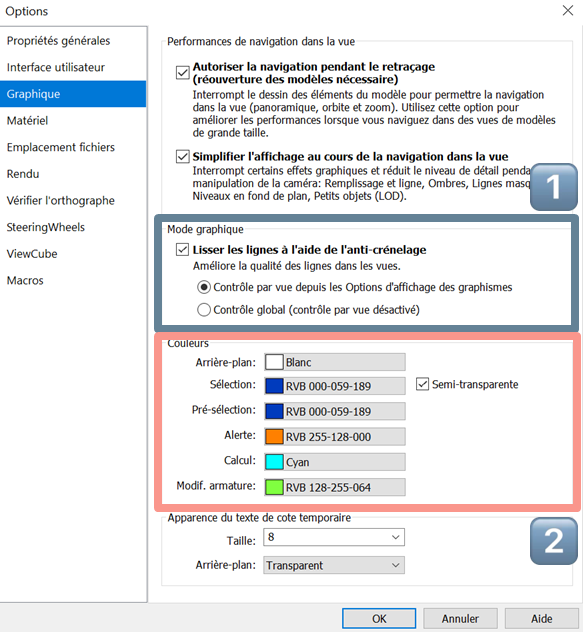 Options
Propriétés générales
Interface utilisateur
Graphique
Matériel
Emplacement fichiers
Rendu
Vérifier l'orthographe
SteeringWheels
ViewCube
Macros
Performances de navigation dans la vue
Autoriser la navigation pendant le retraçage
(réouverture des modèles nécessaire)
Interrompt le dessin des éléments du modèle pour permettre la navigation
dans la vue (panoramique, orbite et zoom). Utilisez cette option pour
améliorer les performances lorsque vous naviguez dans des vues de modèles
de grande taille.
Simplifier l'affichage au cours de la navigation dans la vue
Interrompt certains effets graphiques et réduit le niveau de détail
manipulation de la caméra: Remplissage et ligne, Ombres, Lignes
Niveaux en fond de plan, Petits objets (LOD).
1
Mode graphique
Lisser les lignes à l'aide de l'anti-crénelage
Améliore la qualité des lignes dans les vues.
Contrôle par vue depuis les Options d'affichage des graphismes
Contrôle global (contrôle par vue désactivé)
Couleurs
Arrière-plan: Blanc
Sélection: RVB 000-059-189 Semi-transparente
Pré-sélection: RVB 000-059-189
Alerte: RVB 255-128-000
Calcul: Cyan
Modif. armature: RVB 128-255-064
Apparence du texte de cote temporaire
Taille: 8
Arrière-plan: Transparent
2
OK Annuler Aide